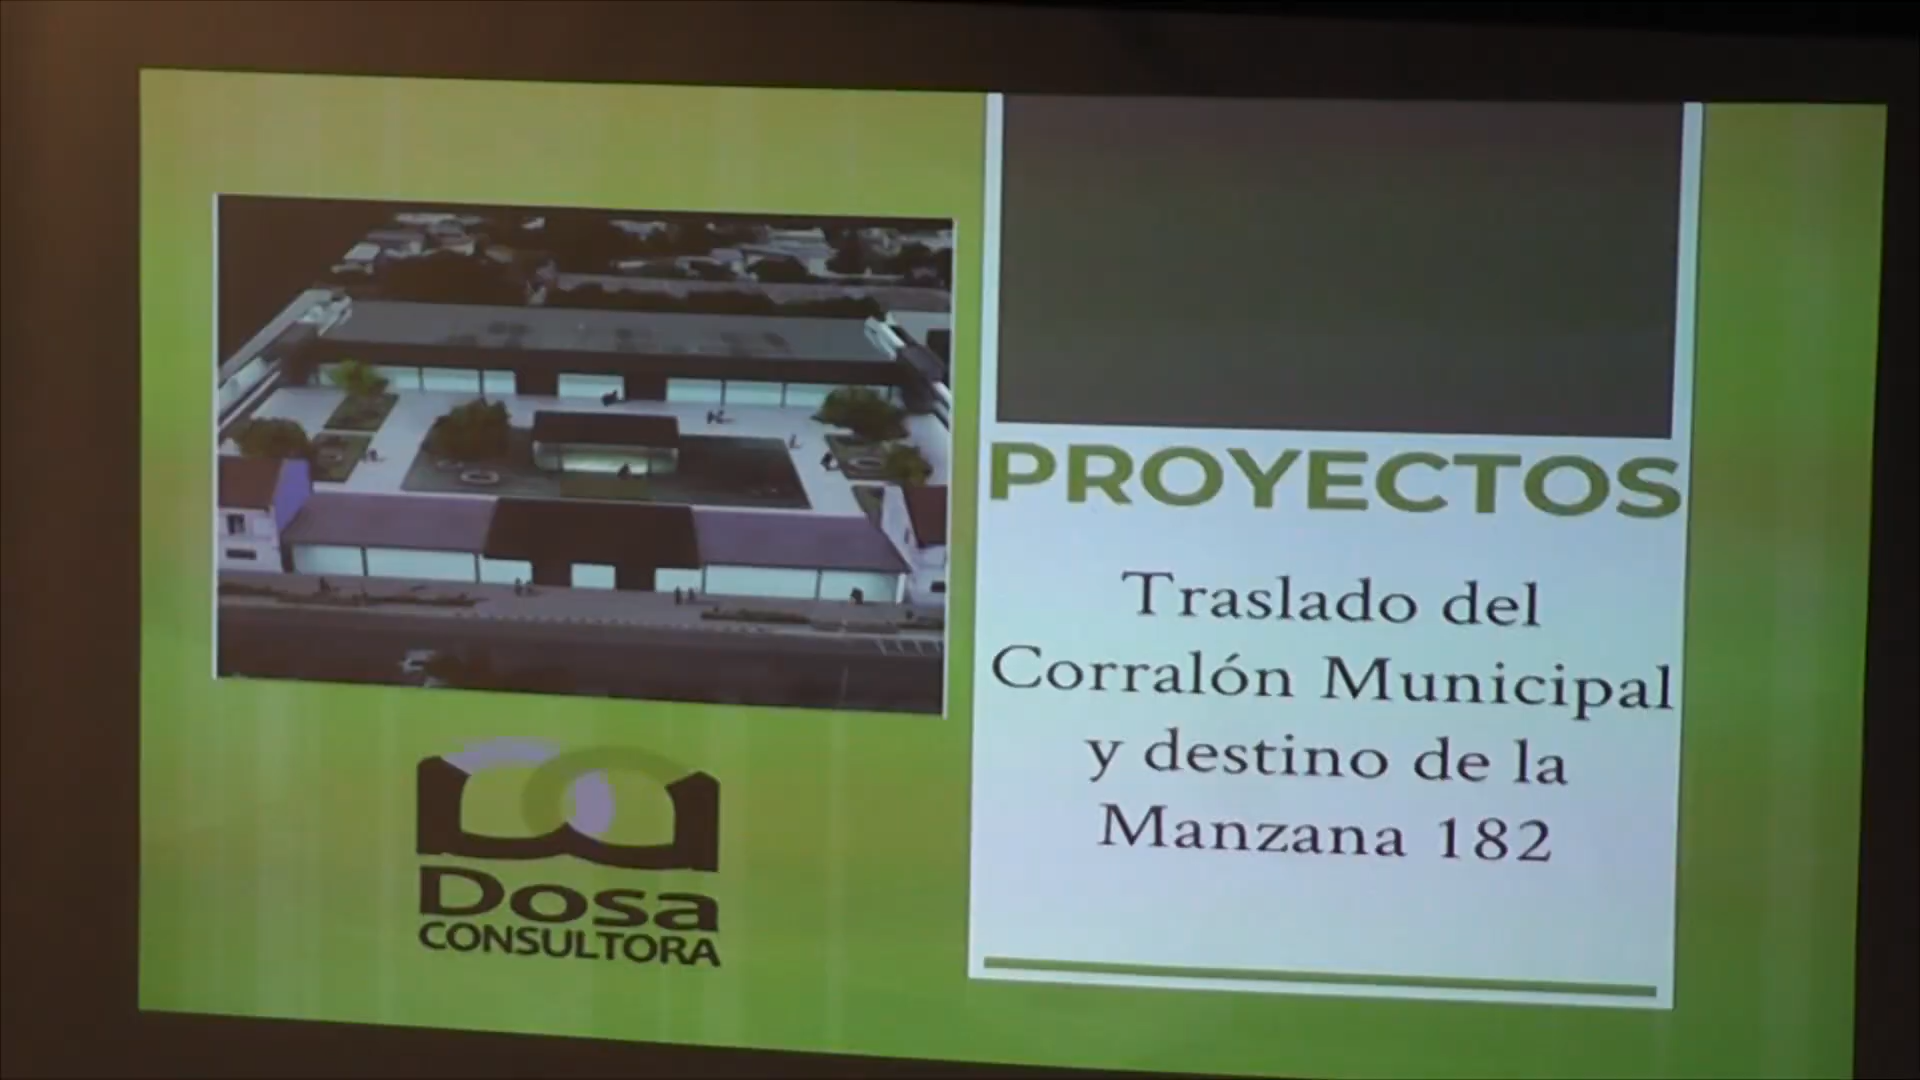 PROYECTOS
Traslado del
Corralón Municipal
y destino de la
Manzana 182
Dosa
CONSULTORA